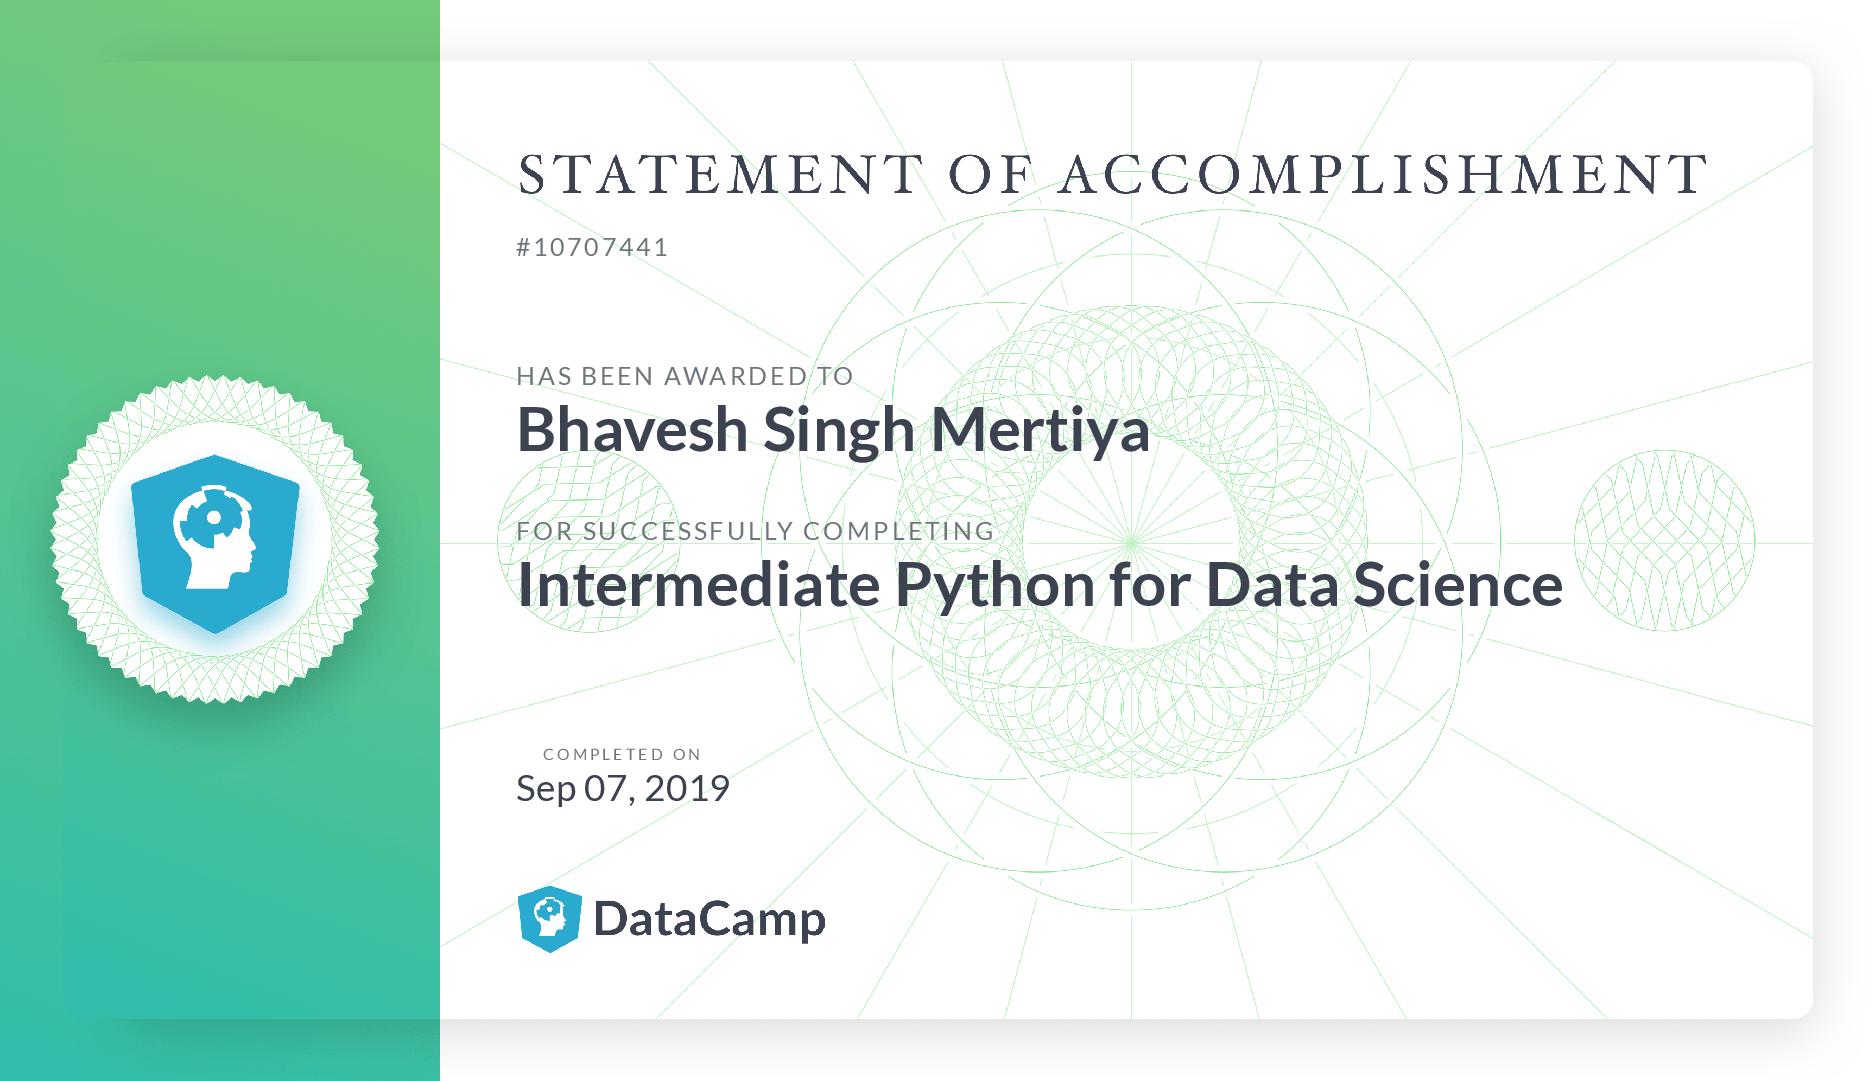 STATEMENT OF ACCOMPLISHMENT
#10707441
HAS BEEN AWARDED TO
Bhavesh Singh Mertiya
FOR SUCCESSFULLY COMPLETING
Intermediate Python for Data Science
COMPLETED ON
Sep 07, 2019
DataCamp